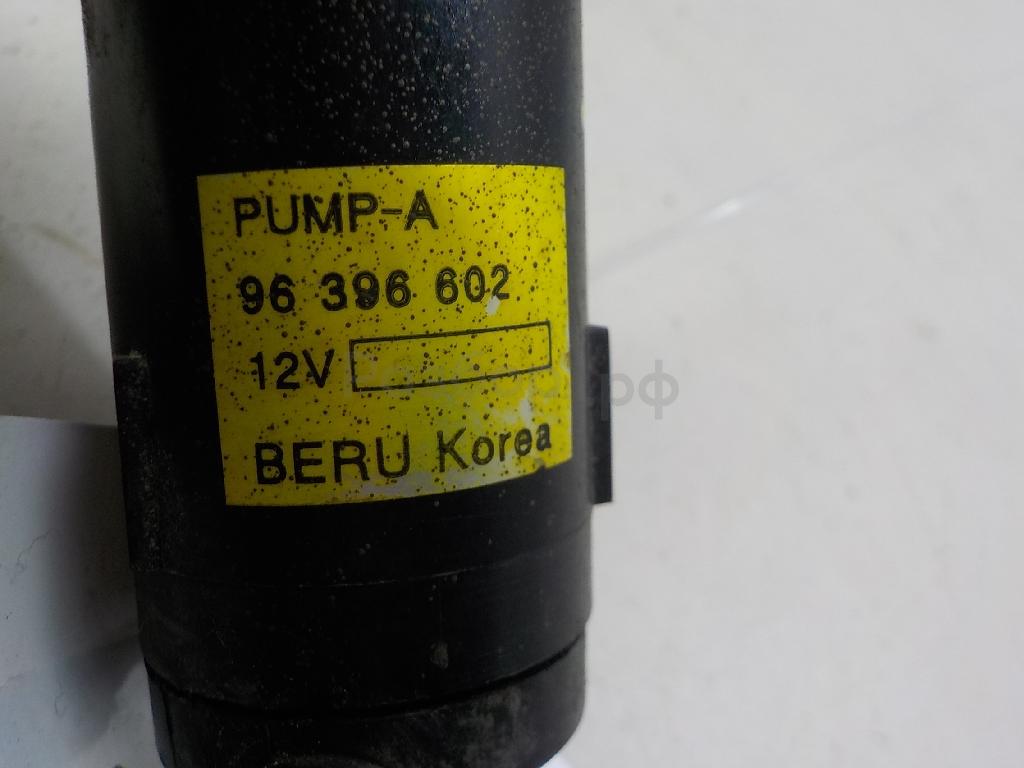 PUMP-A
96 396 602
12V
BERU Korea